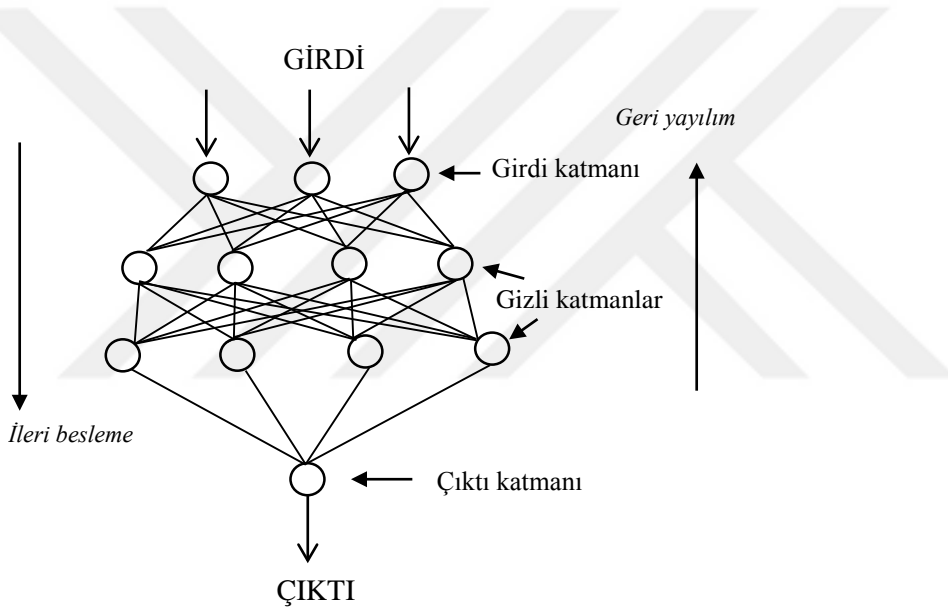 GİRDİ
Geri yayılım
Girdi katmanı
Gizli katmanlar
İleri besleme
Çıktı katmanı
ÇIKTI